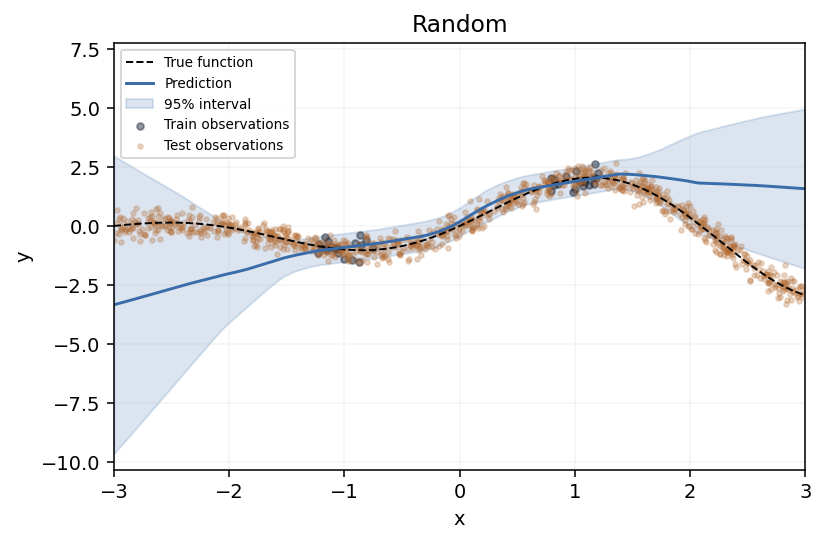 Random
7.5
5.0
2.5
0.0
−2.5
−5.0
−7.5
−10.0
y
True function
Prediction
95% interval
Train observations
Test observations
−3 −2 −1 0 1 2 3
x